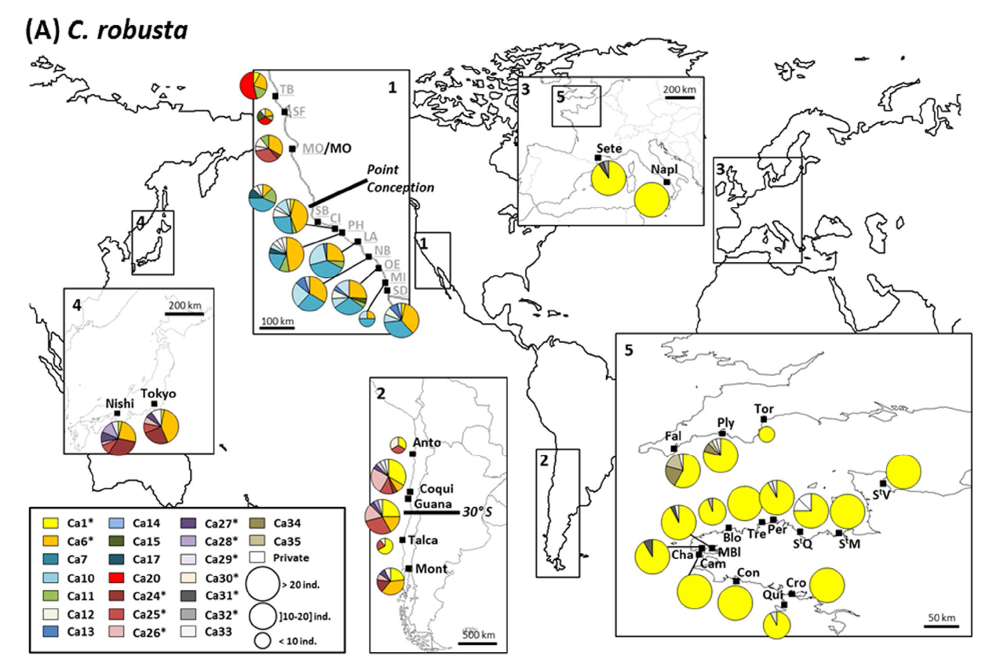 (A) C. robusta
1
TB
SF
MO/MO
Point
Conception
SB
CI
PH
LA
NB
OE
MI
SD
100 km
3
5
200 km
Sete
Napl
3
4
1
2
4
200 km
Nishi
Tokyo
2
Anto
Coqui
Guana
30°S
Talca
Mont
500 km
5
Tor
Ply
Fal
StV
Blo
Tre
Per
StQ
StM
Cha
MBl
Cam
Con
Cro
Qui
50 km
Ca1* Ca14 Ca27* Ca34
Ca6* Ca15 Ca28* Ca35
Ca7 Ca17 Ca29* Private
Ca10 Ca20 Ca30* > 20 ind.
Ca11 Ca24* Ca31*
Ca12 Ca25* Ca32* ]10-20] ind.
Ca13 Ca26* Ca33 < 10 ind.